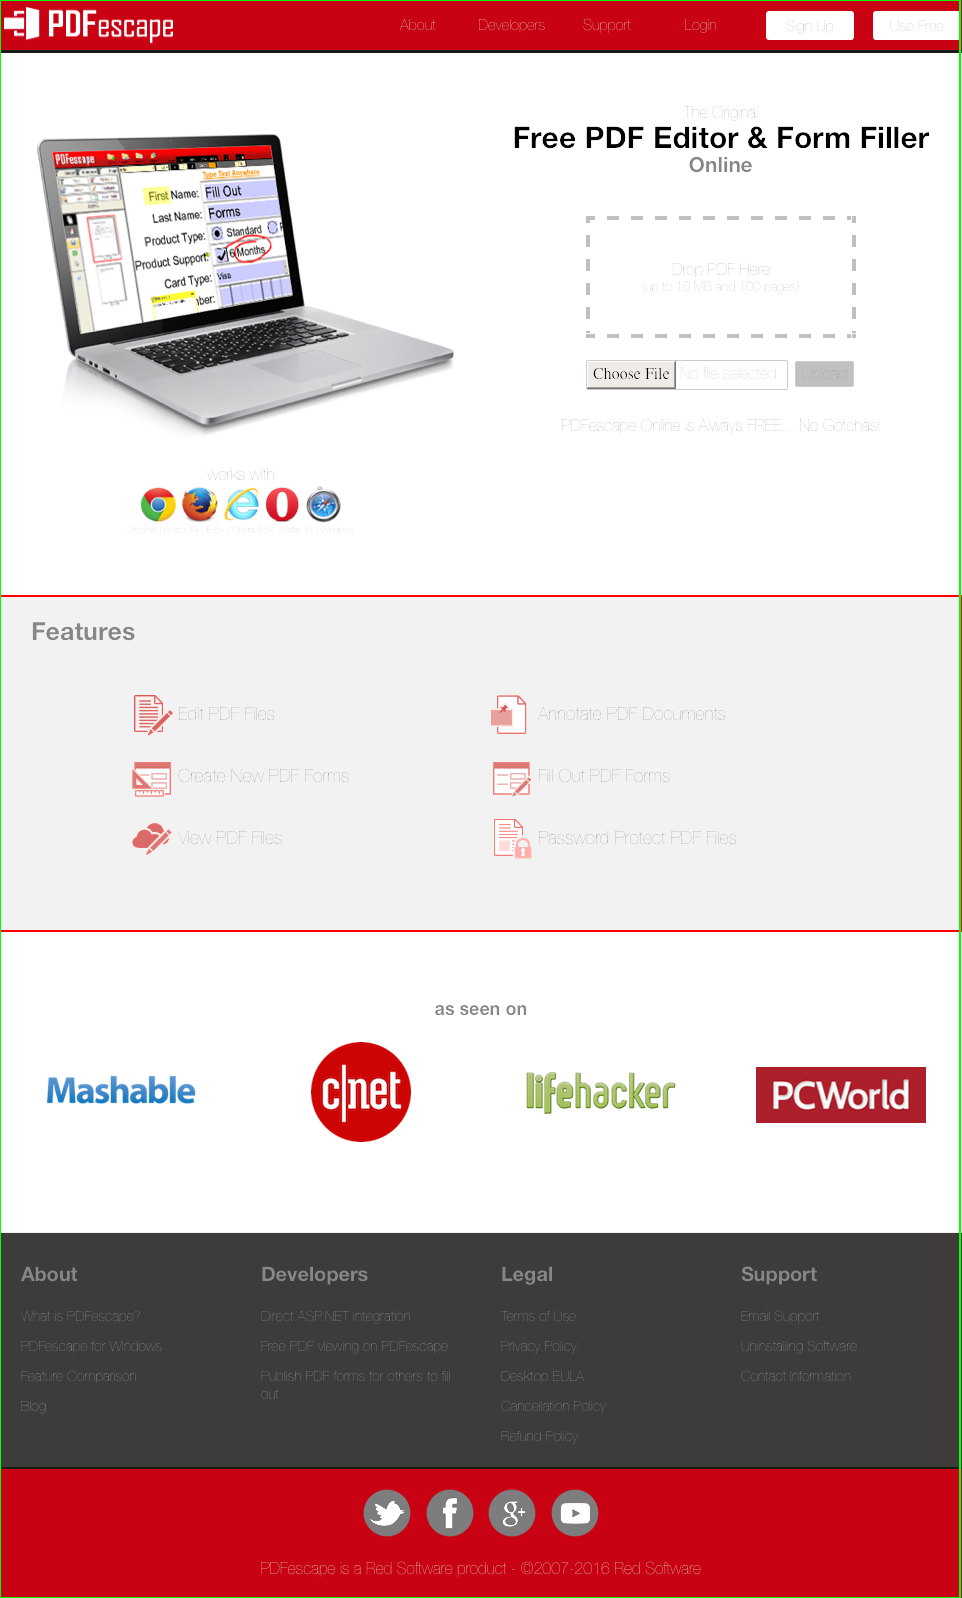 PDFescape
About Developers Support Login Sign Up Use Free
The Original
Free PDF Editor & Form Filler
Online
PDFescape
Type Text Anywhere
First Name: Fill Out
Last Name: Forms
Product Type: Standard
Product Support: 6 Months
Card Type: Visa
Drop PDF Here
(up to 10 MB and 100 pages)
Choose File No file selected Upload
PDFescape Online is Always FREE... No Gotchas!
works with
Features
Edit PDF Files
Annotate PDF Documents
Create New PDF Forms
Fill Out PDF Forms
View PDF Files
Password Protect PDF Files
as seen on
Mashable
c|net
lifehacker
PCWorld
About
What is PDFescape?
PDFescape for Windows
Feature Comparison
Blog
Developers
Direct ASP.NET integration
Free PDF viewing on PDFescape
Publish PDF forms for others to fill
out
Legal
Terms of Use
Privacy Policy
Desktop EULA
Cancellation Policy
Refund Policy
Support
Email Support
Uninstalling Software
Contact Information
PDFescape is a Red Software product - ©2007-2016 Red Software